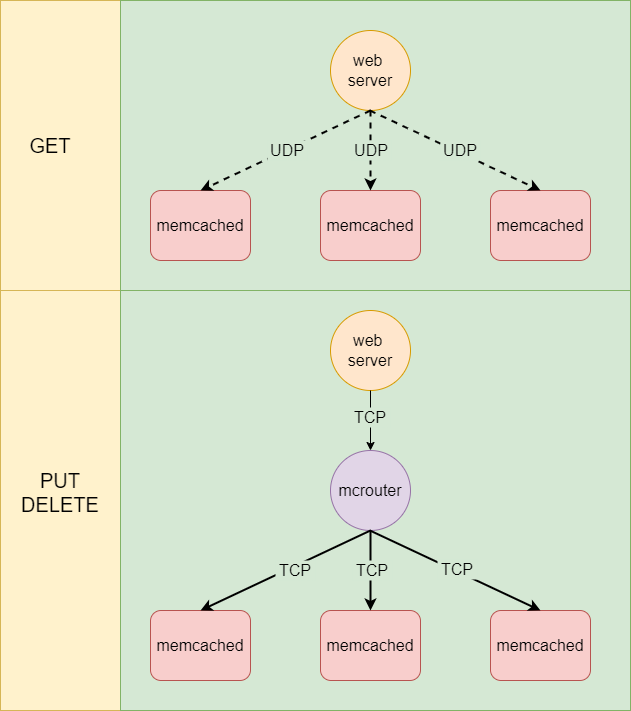 GET
web
server
UDP UDP UDP
memcached memcached memcached
PUT
DELETE
web
server
TCP
mcrouter
TCP TCP TCP
memcached memcached memcached